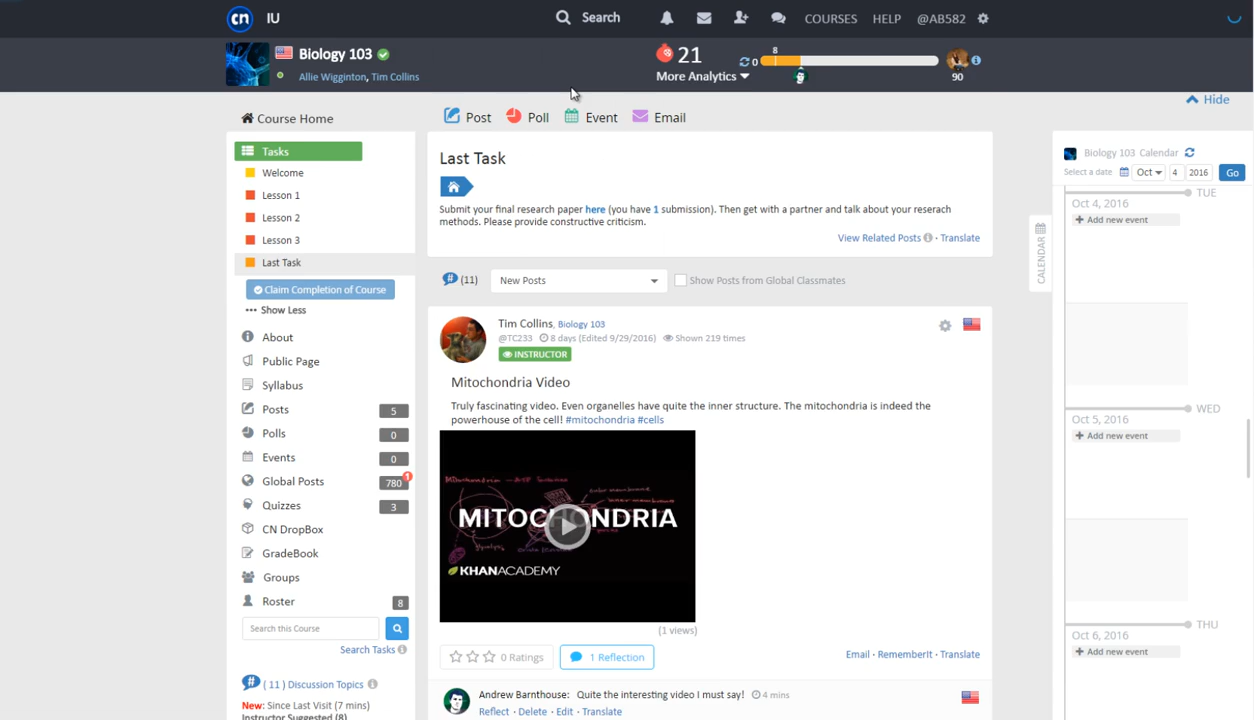 CN IU Search COURSES HELP @AB582
Biology 103
Allie Wigginton, Tim Collins
21
More Analytics
0
8
90
Hide
Course Home
Tasks
Welcome
Lesson 1
Lesson 2
Lesson 3
Last Task
Claim Completion of Course
Show Less
About
Public Page
Syllabus
Posts 5
Polls 0
Events 0
Global Posts 780 1
Quizzes 3
CN DropBox
GradeBook
Groups
Roster 8
Search this Course
Search Tasks
( 11 ) Discussion Topics
New: Since Last Visit (7 mins)
Instructor Suggested (8)
Post Poll Event Email
Last Task
Submit your final research paper here (you have 1 submission). Then get with a partner and talk about your reserach
methods. Please provide constructive criticism.
View Related Posts · Translate
# (11) New Posts Show Posts from Global Classmates
Tim Collins, Biology 103
@TC233 8 days (Edited 9/29/2016) Shown 219 times
INSTRUCTOR
Mitochondria Video
Truly fascinating video. Even organelles have quite the inner structure. The mitochondria is indeed the
powerhouse of the cell! #mitochondria #cells
MITOCHONDRIA
KHANACADEMY
(1 views)
0 Ratings 1 Reflection Email · RememberIt · Translate
Andrew Barnthouse: Quite the interesting video I must say! 4 mins
Reflect · Delete · Edit · Translate
CALENDAR
Biology 103 Calendar
Select a date Oct 4 2016 Go
TUE
Oct 4, 2016
+ Add new event
WED
Oct 5, 2016
+ Add new event
THU
Oct 6, 2016
+ Add new event